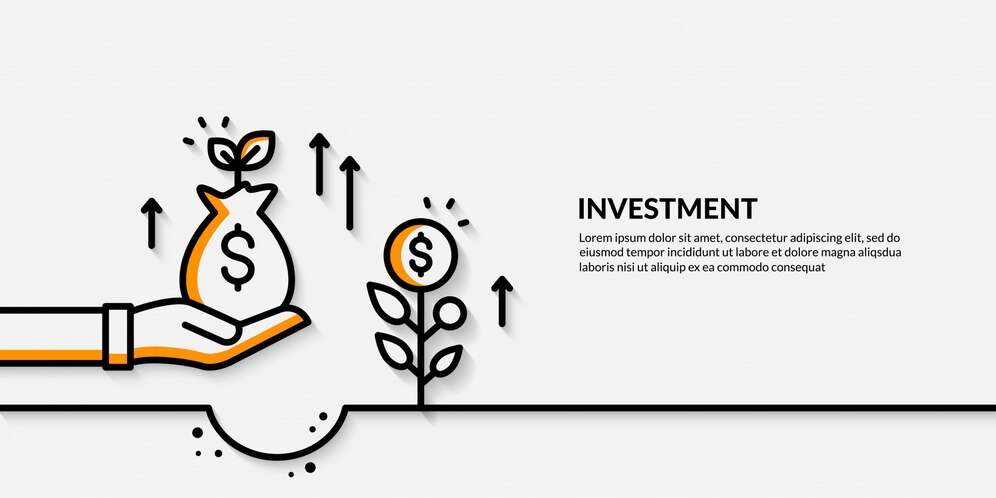 $
$
INVESTMENT
Lorem ipsum dolor sit amet, consectetur adipiscing elit, sed do
eiusmod tempor incididunt ut labore et dolore magna aliqsdua
laboris nisi ut aliquip ex ea commodo consequat